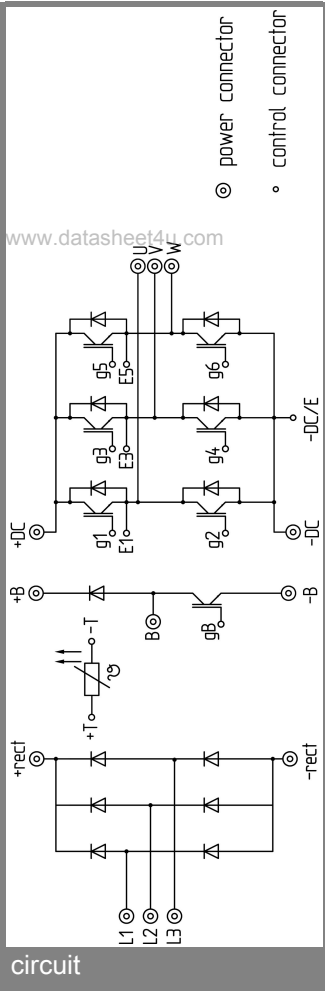 power connector
control connector
www.datasheet4u.com
U
V
W
g5
E5
g6
g3
E3
g4
g1
E1
g2
+DC
-DC
-DC/E
+B
B
gB
-B
+T
-T
ϑ
+rect
-rect
L1
L2
L3
circuit